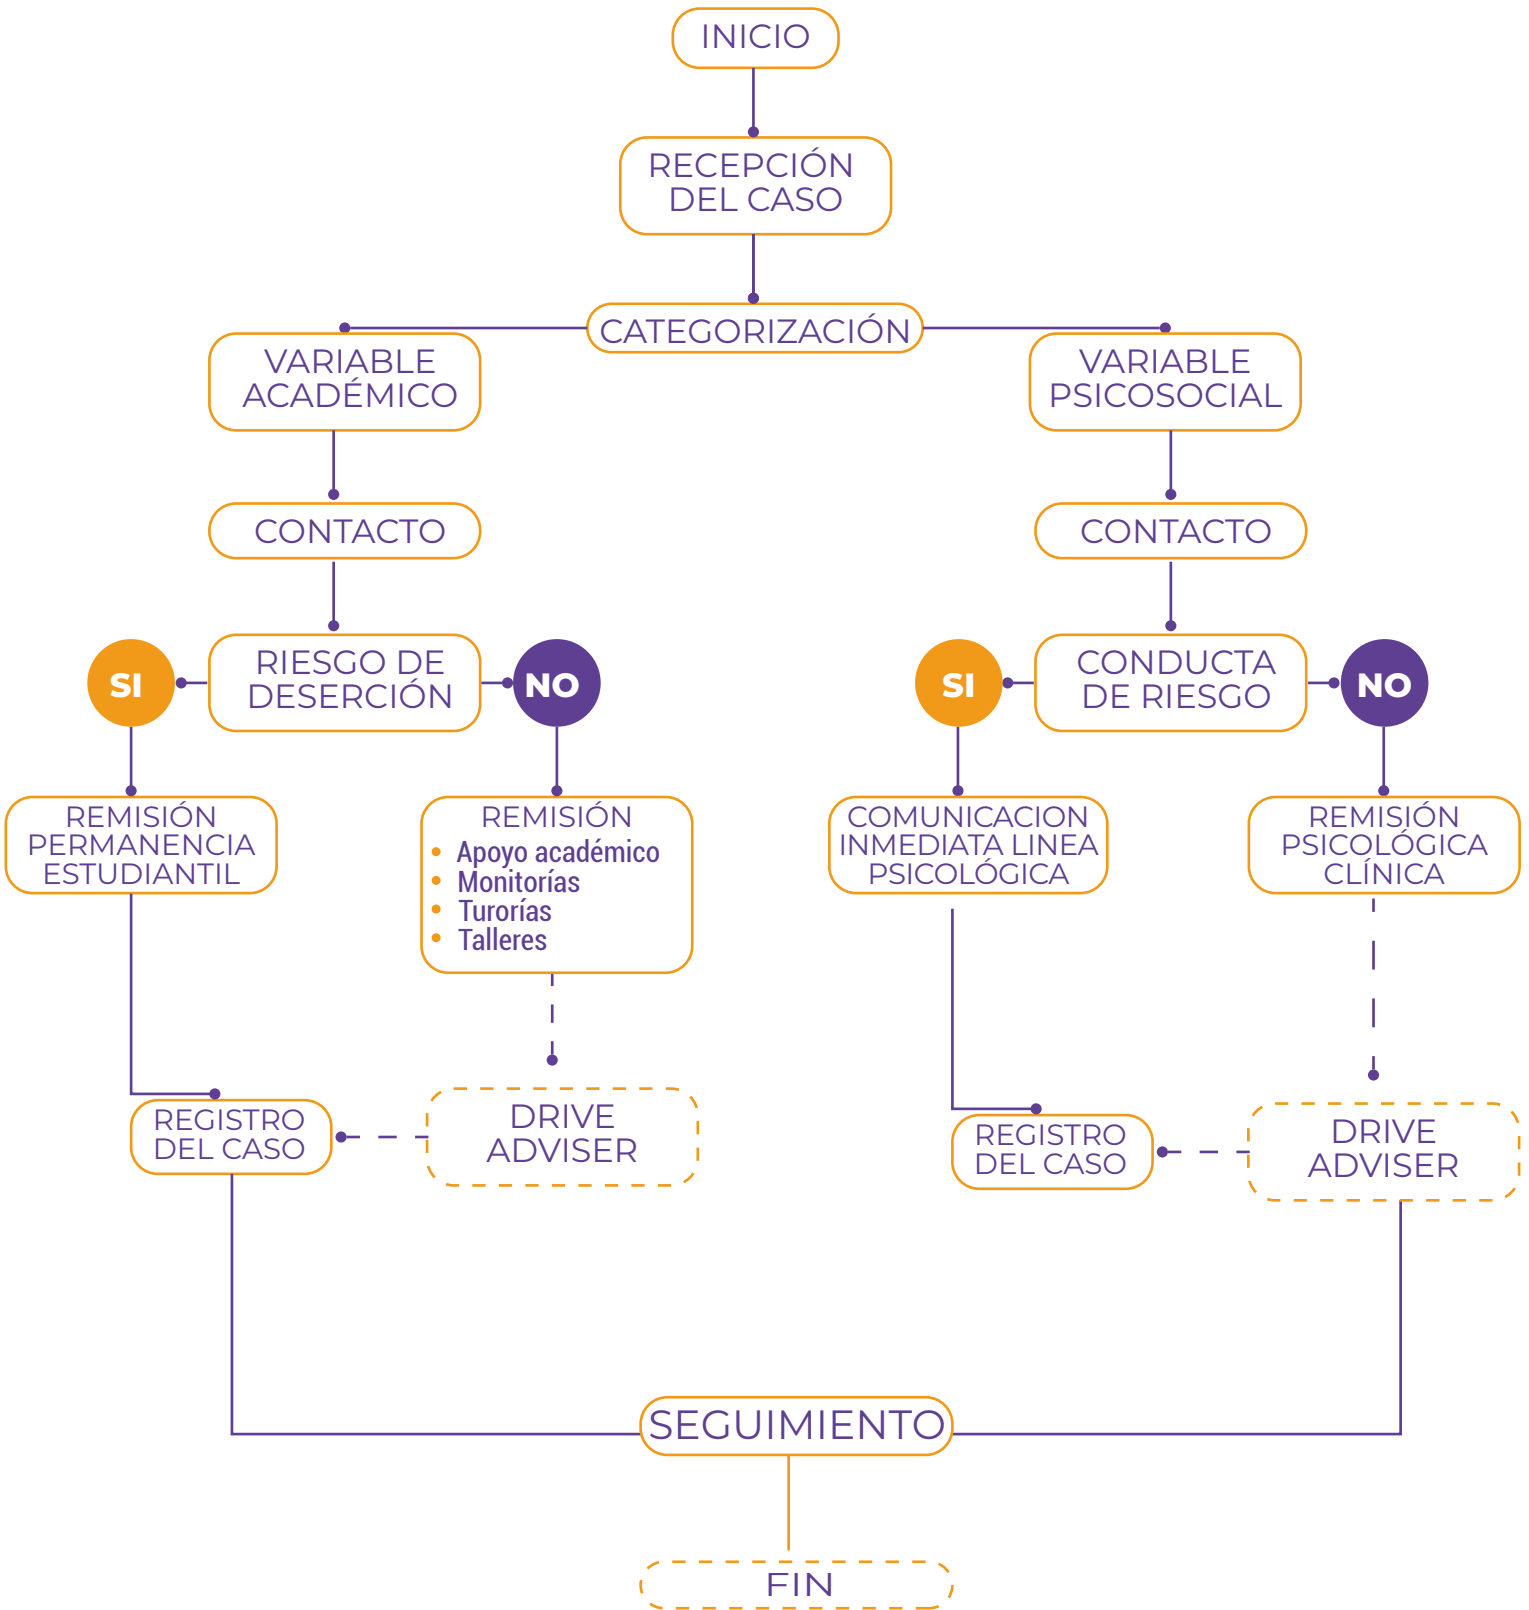 INICIO
RECEPCIÓN
DEL CASO
CATEGORIZACIÓN
VARIABLE
ACADÉMICO
VARIABLE
PSICOSOCIAL
CONTACTO
CONTACTO
SI
RIESGO DE
DESERCIÓN
NO
SI
CONDUCTA
DE RIESGO
NO
REMISIÓN
PERMANENCIA
ESTUDIANTIL
REMISIÓN
• Apoyo académico
• Monitorías
• Turorías
• Talleres
COMUNICACION
INMEDIATA LINEA
PSICOLÓGICA
REMISIÓN
PSICOLÓGICA
CLÍNICA
REGISTRO
DEL CASO
DRIVE
ADVISER
REGISTRO
DEL CASO
DRIVE
ADVISER
SEGUIMIENTO
FIN